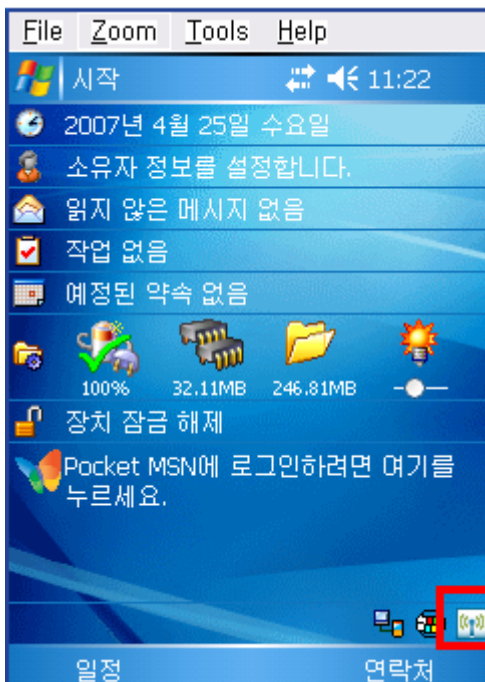 File Zoom Tools Help
시작 11:22
2007년 4월 25일 수요일
소유자 정보를 설정합니다.
읽지 않은 메시지 없음
작업 없음
예정된 약속 없음
100% 32.11MB 246.81MB
장치 잠금 해제
Pocket MSN에 로그인하려면 여기를
누르세요.
일정 연락처